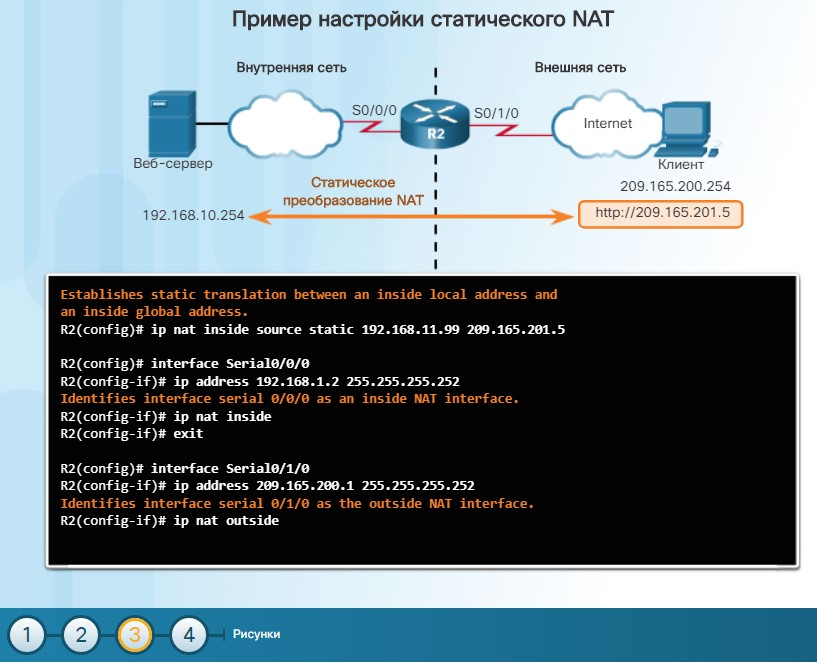 Пример настройки статического NAT
Внутренняя сеть
Внешняя сеть
S0/0/0
S0/1/0
R2
Internet
Веб-сервер
Клиент
209.165.200.254
Статическое
преобразование NAT
192.168.10.254
http://209.165.201.5
Establishes static translation between an inside local address and
an inside global address.
R2(config)# ip nat inside source static 192.168.11.99 209.165.201.5
R2(config)# interface Serial0/0/0
R2(config-if)# ip address 192.168.1.2 255.255.255.252
Identifies interface serial 0/0/0 as an inside NAT interface.
R2(config-if)# ip nat inside
R2(config-if)# exit
R2(config)# interface Serial0/1/0
R2(config-if)# ip address 209.165.200.1 255.255.255.252
Identifies interface serial 0/1/0 as the outside NAT interface.
R2(config-if)# ip nat outside
1 2 3 4 Рисунки